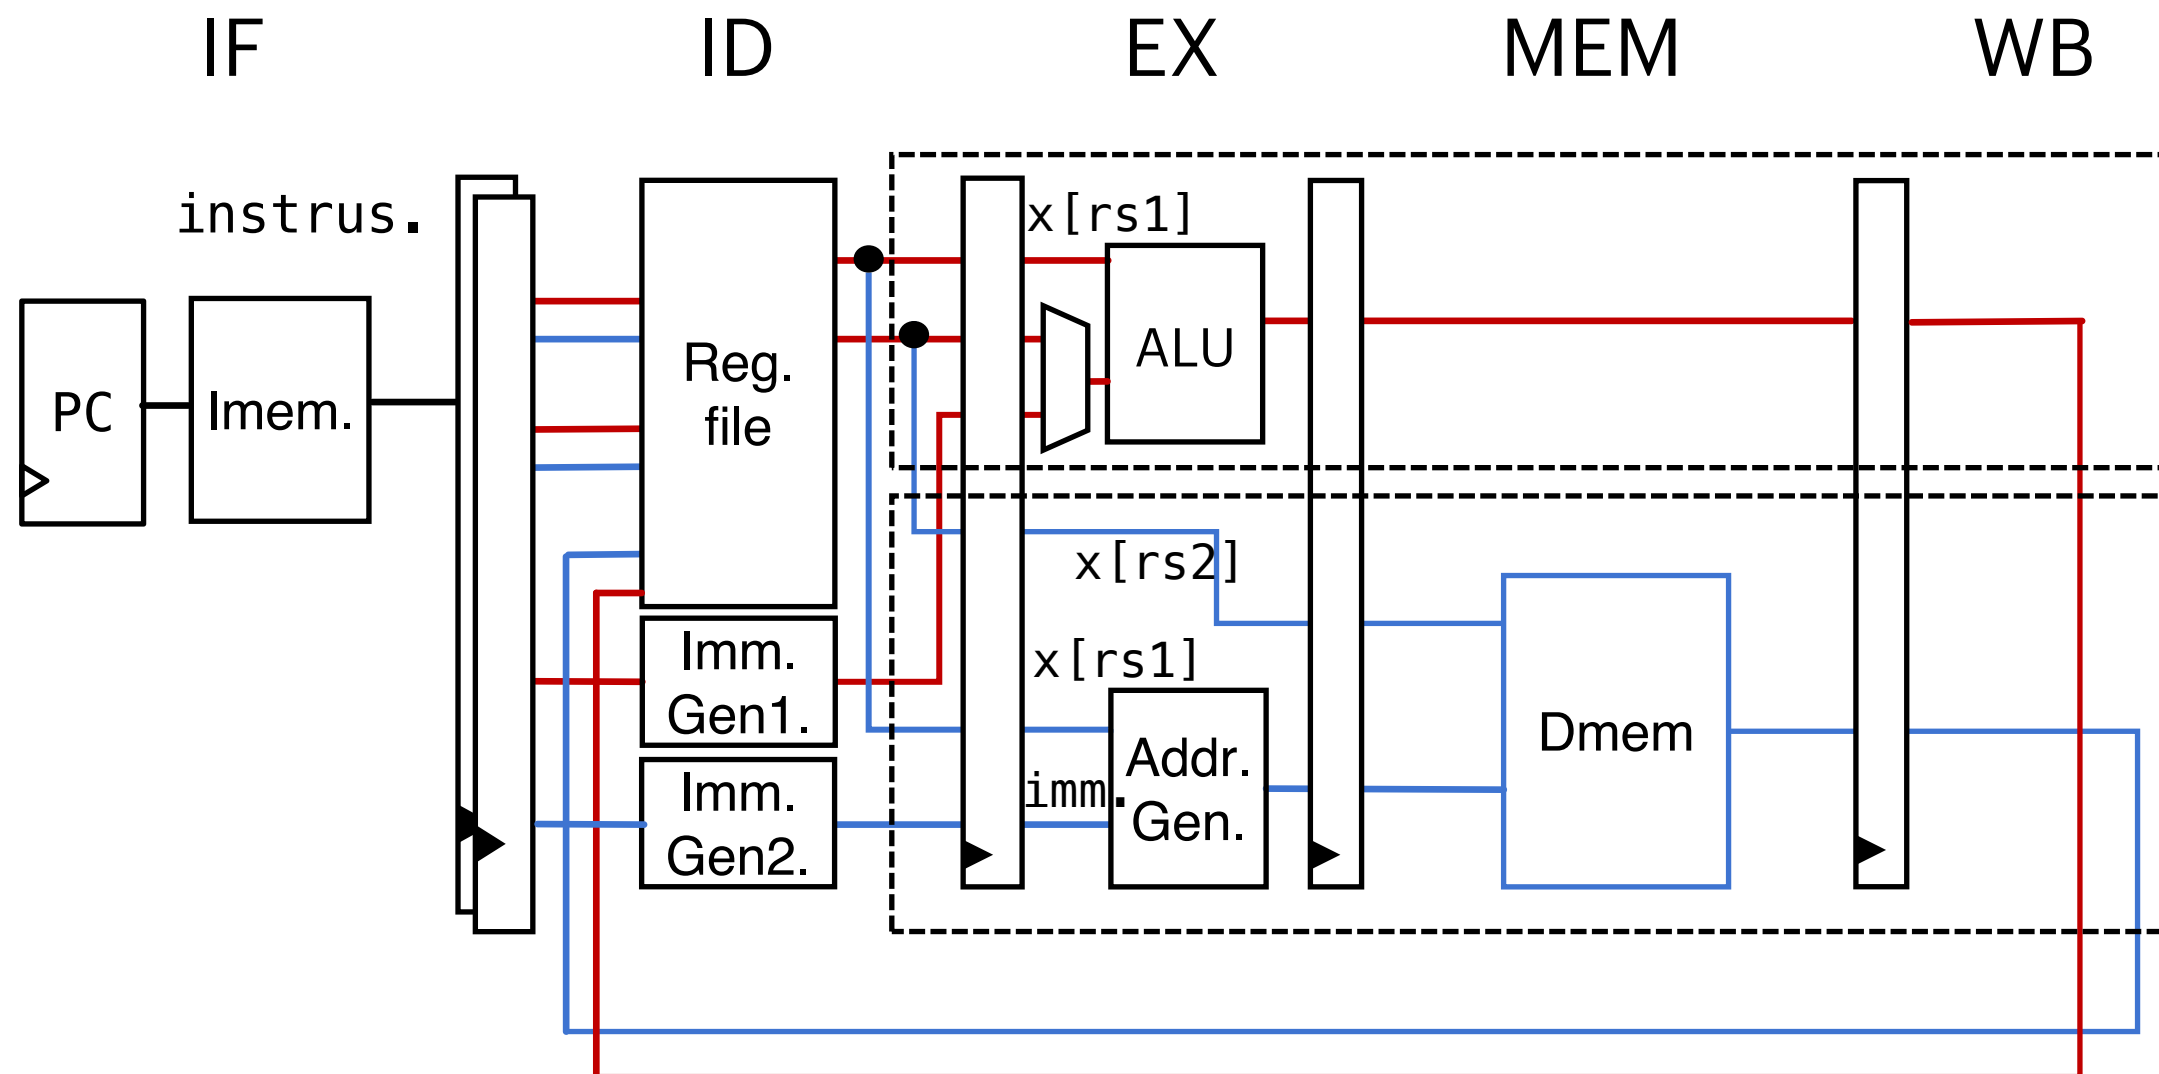 IF
ID
EX
MEM
WB
instrus.
PC
Imem.
Reg.
file
Imm.
Gen1.
Imm.
Gen2.
x[rs1]
ALU
x[rs2]
x[rs1]
imm.
Addr.
Gen.
Dmem